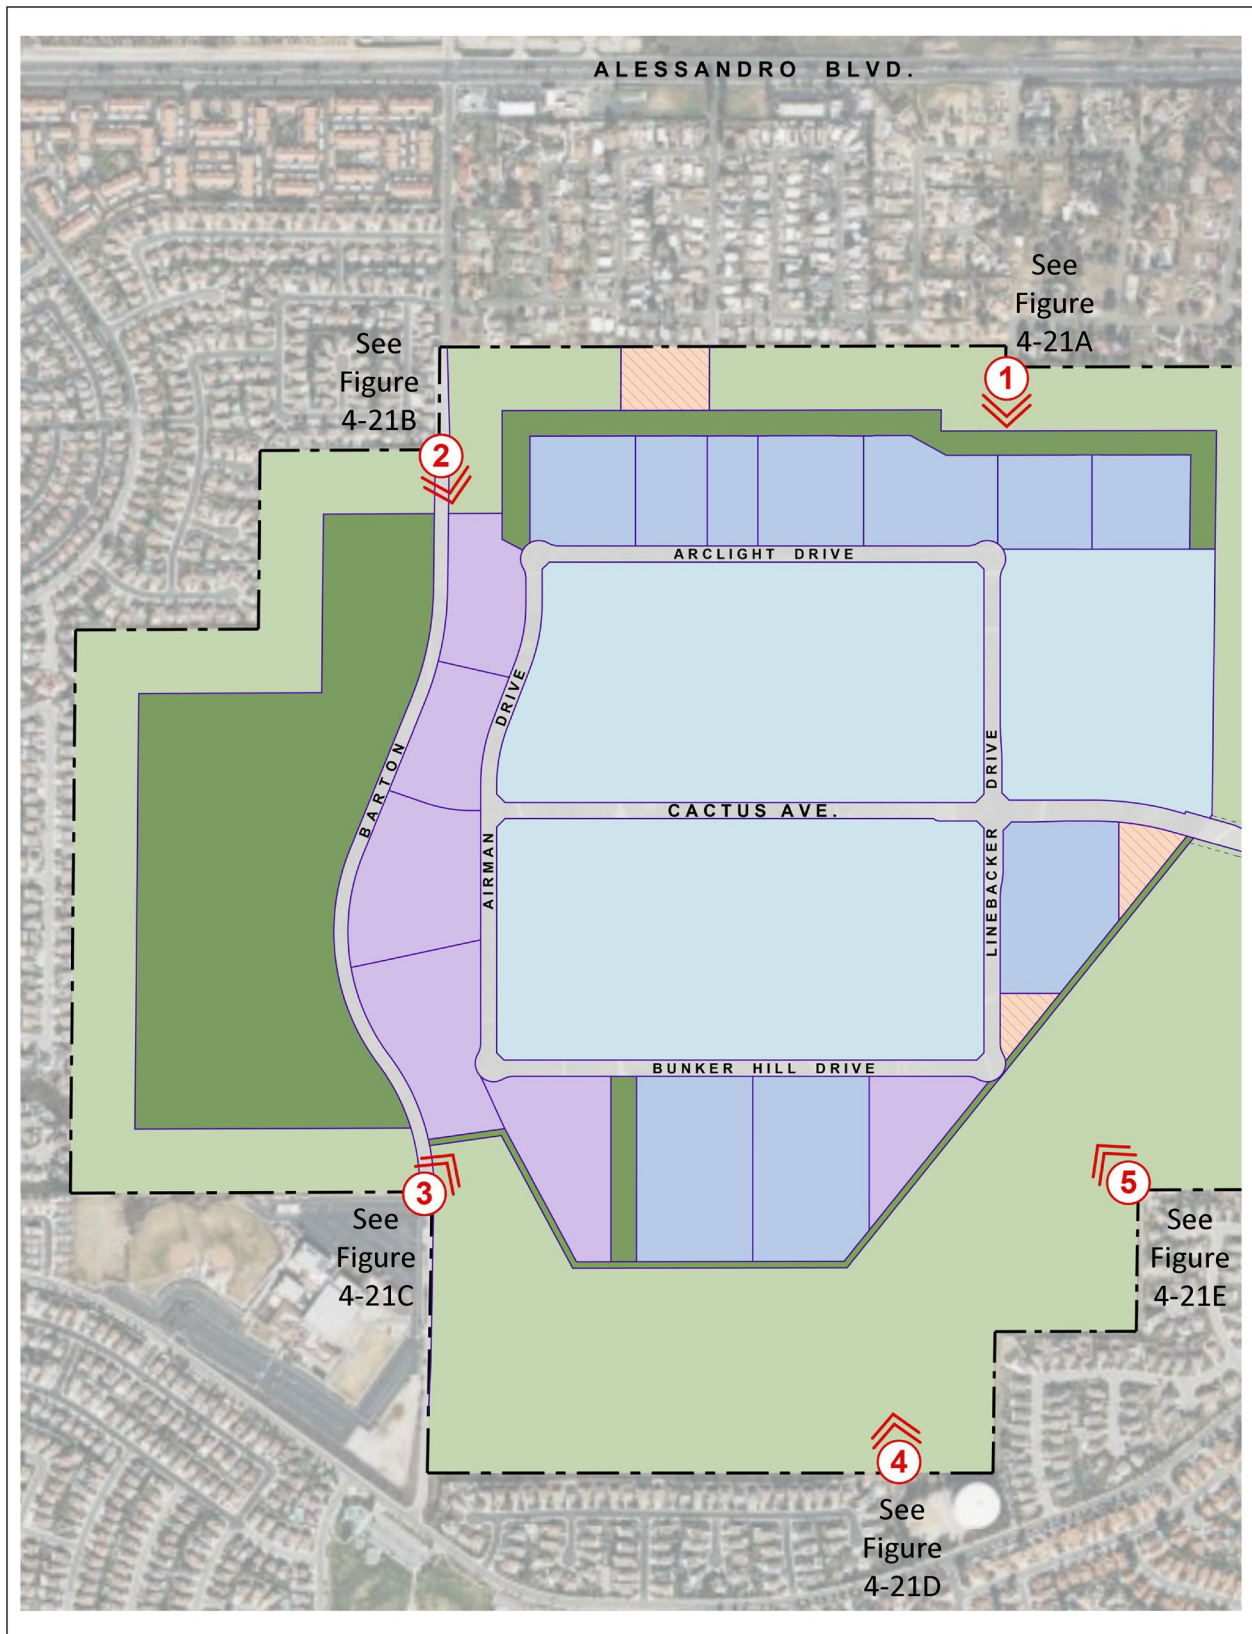 ALESSANDRO BLVD.
See
Figure
4-21A
1
See
Figure
4-21B
2
ARCLIGHT DRIVE
DRIVE
BARTON
DRIVE
CACTUS AVE.
AIRMAN
LINEBACKER
BUNKER HILL DRIVE
3
See
Figure
4-21C
5
See
Figure
4-21E
4
See
Figure
4-21D